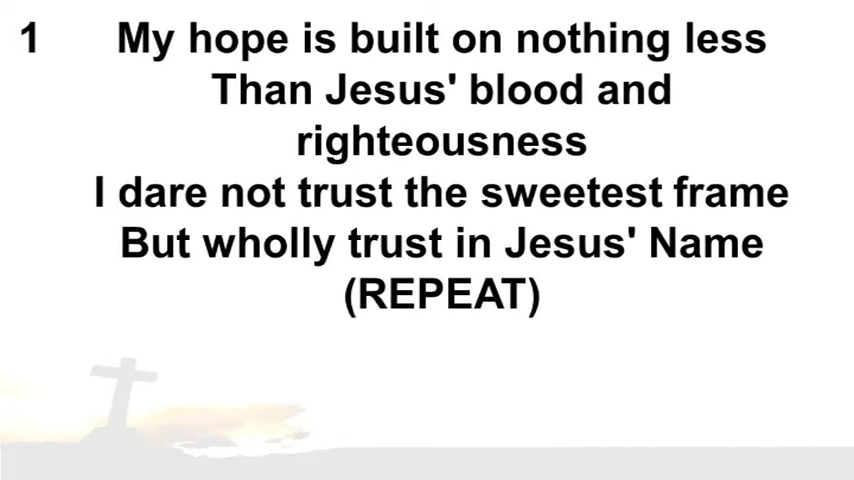 1 My hope is built on nothing less
Than Jesus' blood and
righteousness
I dare not trust the sweetest frame
But wholly trust in Jesus' Name
(REPEAT)